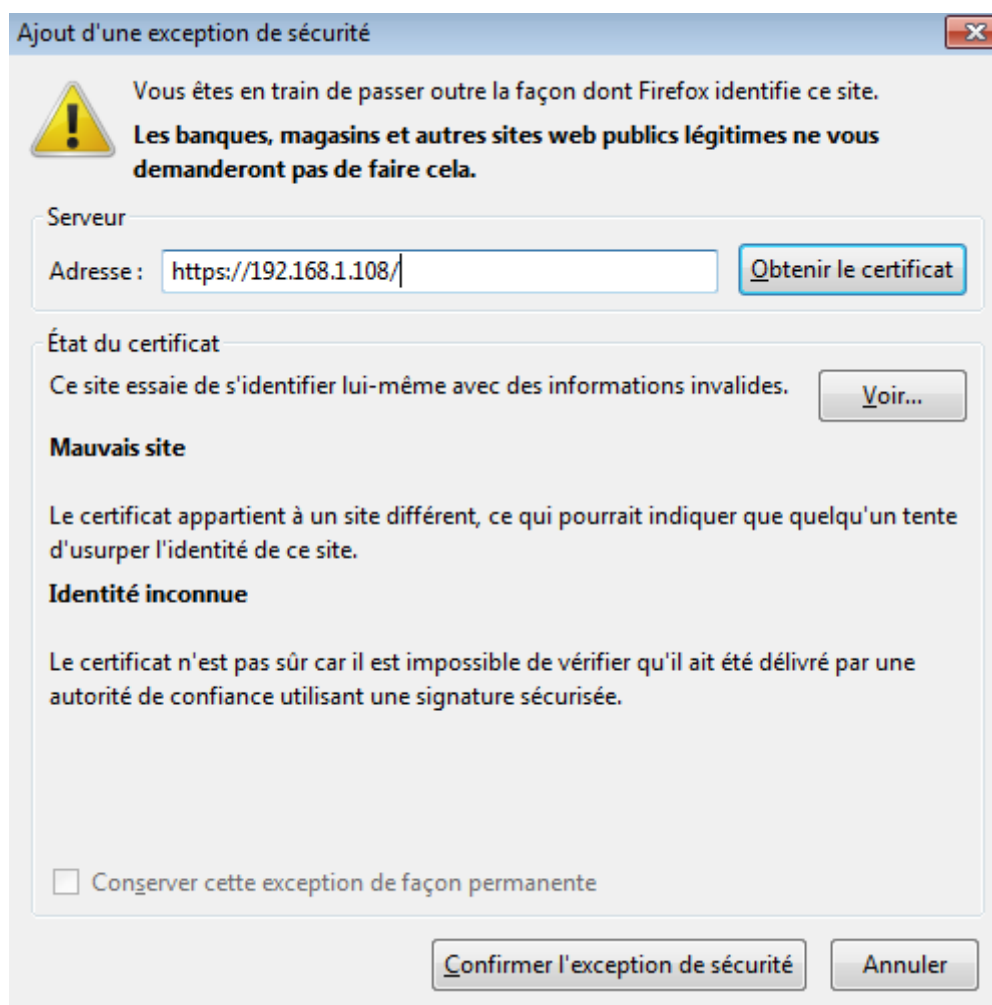 Ajout d'une exception de sécurité
Vous êtes en train de passer outre la façon dont Firefox identifie ce site.
Les banques, magasins et autres sites web publics légitimes ne vous
demanderont pas de faire cela.
Serveur
Adresse : https://192.168.1.108/ Obtenir le certificat
État du certificat
Ce site essaie de s'identifier lui-même avec des informations invalides. Voir...
Mauvais site
Le certificat appartient à un site différent, ce qui pourrait indiquer que quelqu'un tente
d'usurper l'identité de ce site.
Identité inconnue
Le certificat n'est pas sûr car il est impossible de vérifier qu'il ait été délivré par une
autorité de confiance utilisant une signature sécurisée.
Conserver cette exception de façon permanente
Confirmer l'exception de sécurité Annuler